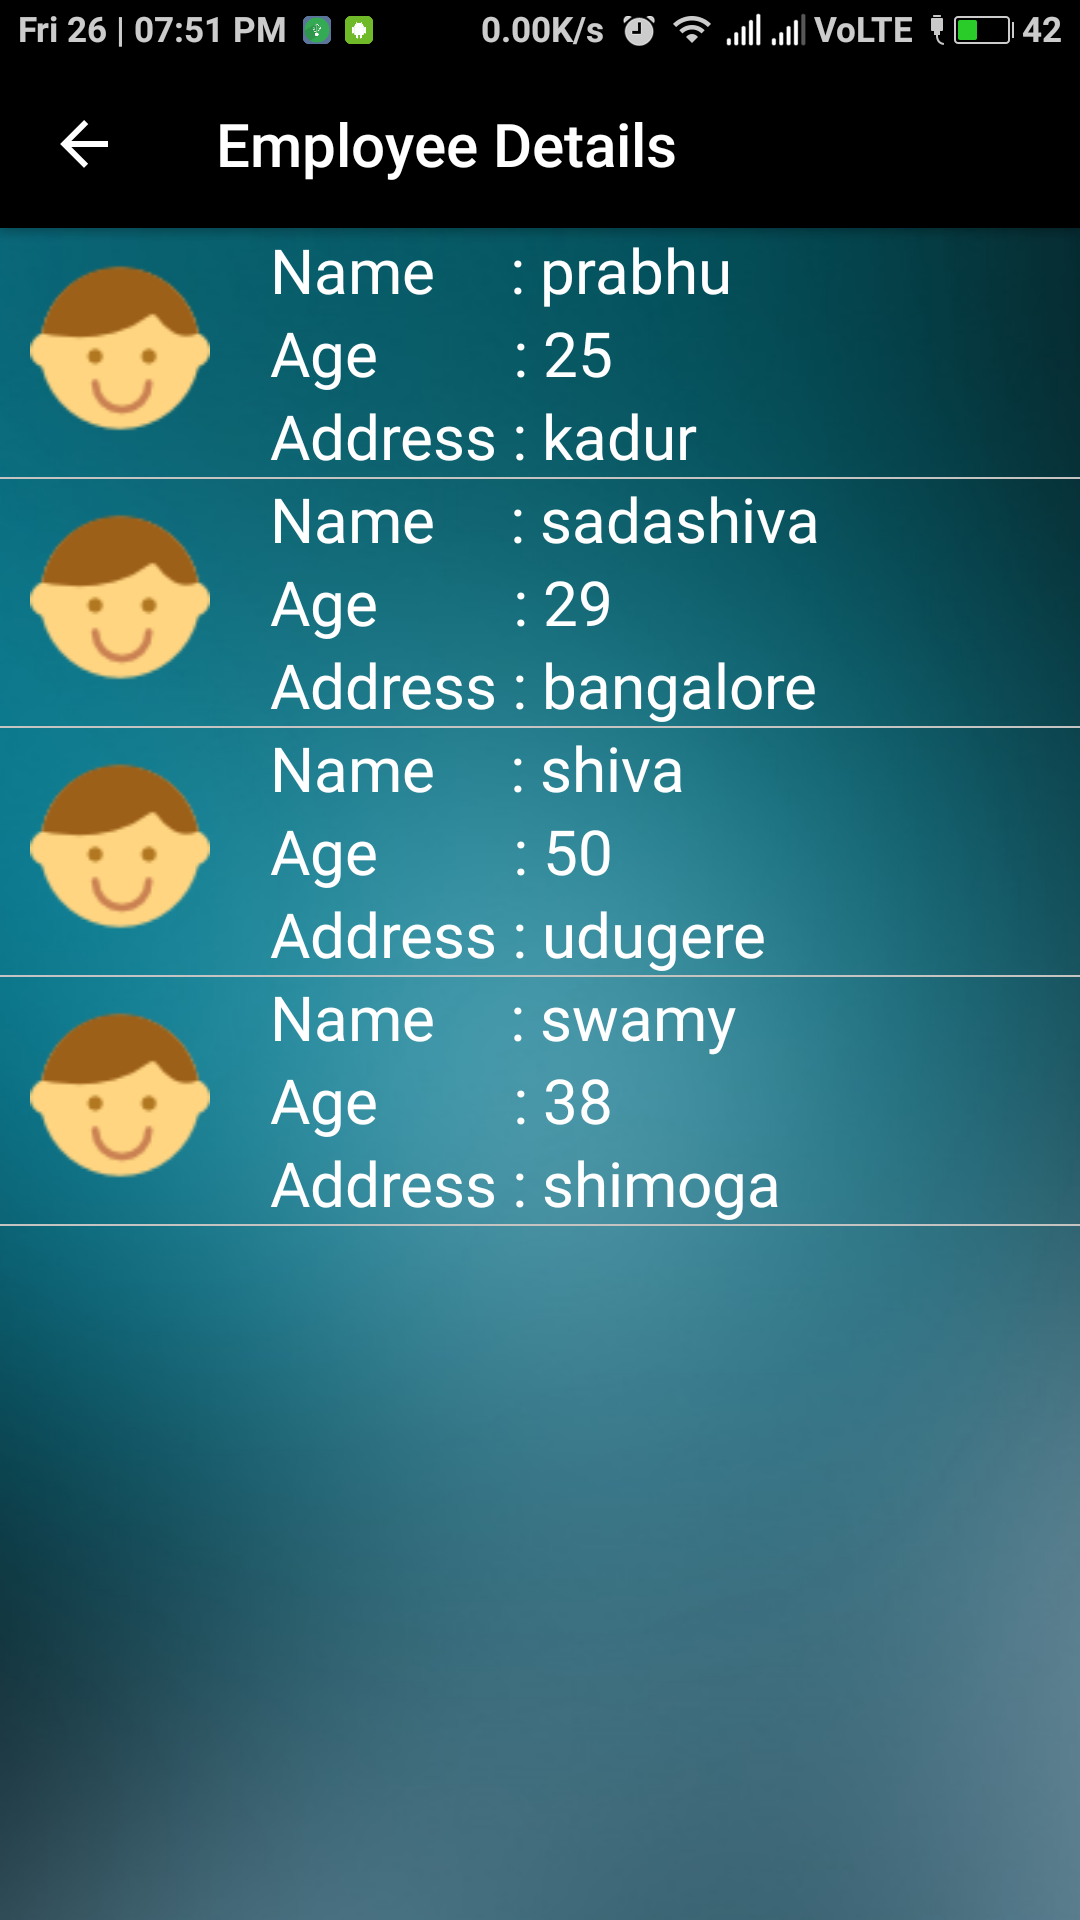 Fri 26 | 07:51 PM 0.00K/s VoLTE 42
Employee Details
Name : prabhu
Age : 25
Address : kadur
Name : sadashiva
Age : 29
Address : bangalore
Name : shiva
Age : 50
Address : udugere
Name : swamy
Age : 38
Address : shimoga